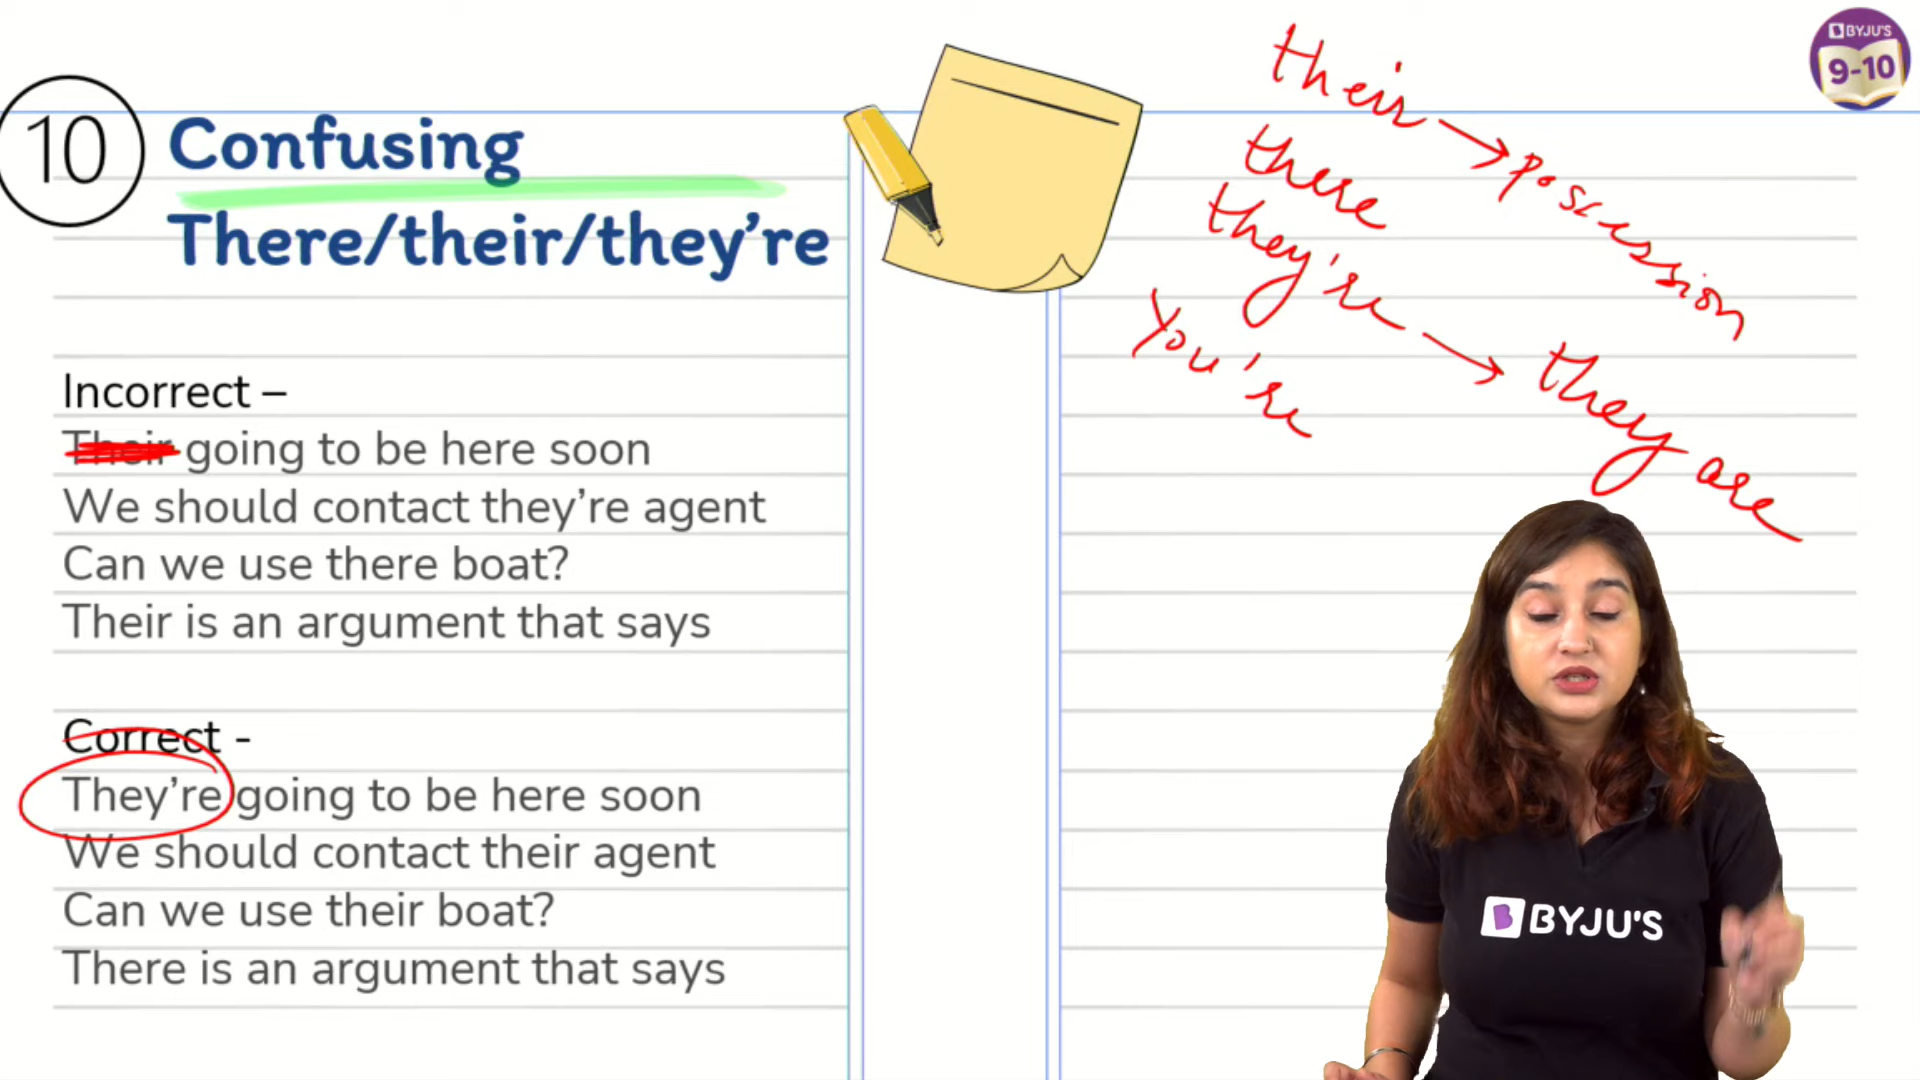 BYJU'S
9-10
10
Confusing
There/their/they’re
Incorrect –
Their going to be here soon
We should contact they’re agent
Can we use there boat?
Their is an argument that says
Correct -
They’re going to be here soon
We should contact their agent
Can we use their boat?
There is an argument that says
their → possession
there
they're → they are
You're
B BYJU'S